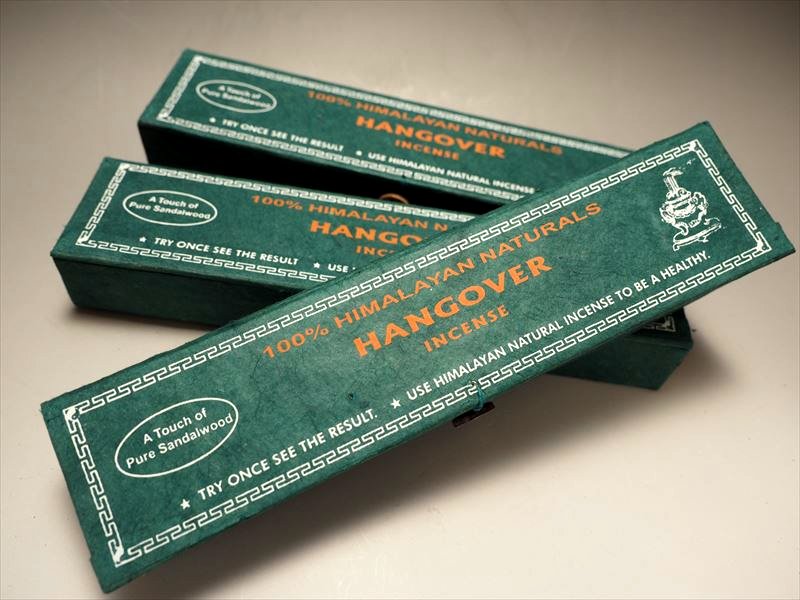 A Touch of
Pure Sandalwood
100% HIMALAYAN NATURALS
HANGOVER
INCENSE
★ TRY ONCE SEE THE RESULT ★ USE HIMALAYAN NATURAL INCENSE
A Touch of
Pure Sandalwood
100% HIMALAYAN N
HANGO
INC
★ TRY ONCE SEE THE RESULT ★ USE
100% HIMALAYAN NATURALS
HANGOVER
INCENSE
A Touch of
Pure Sandalwood
★ TRY ONCE SEE THE RESULT. ★ USE HIMALAYAN NATURAL INCENSE TO BE A HEALTHY.